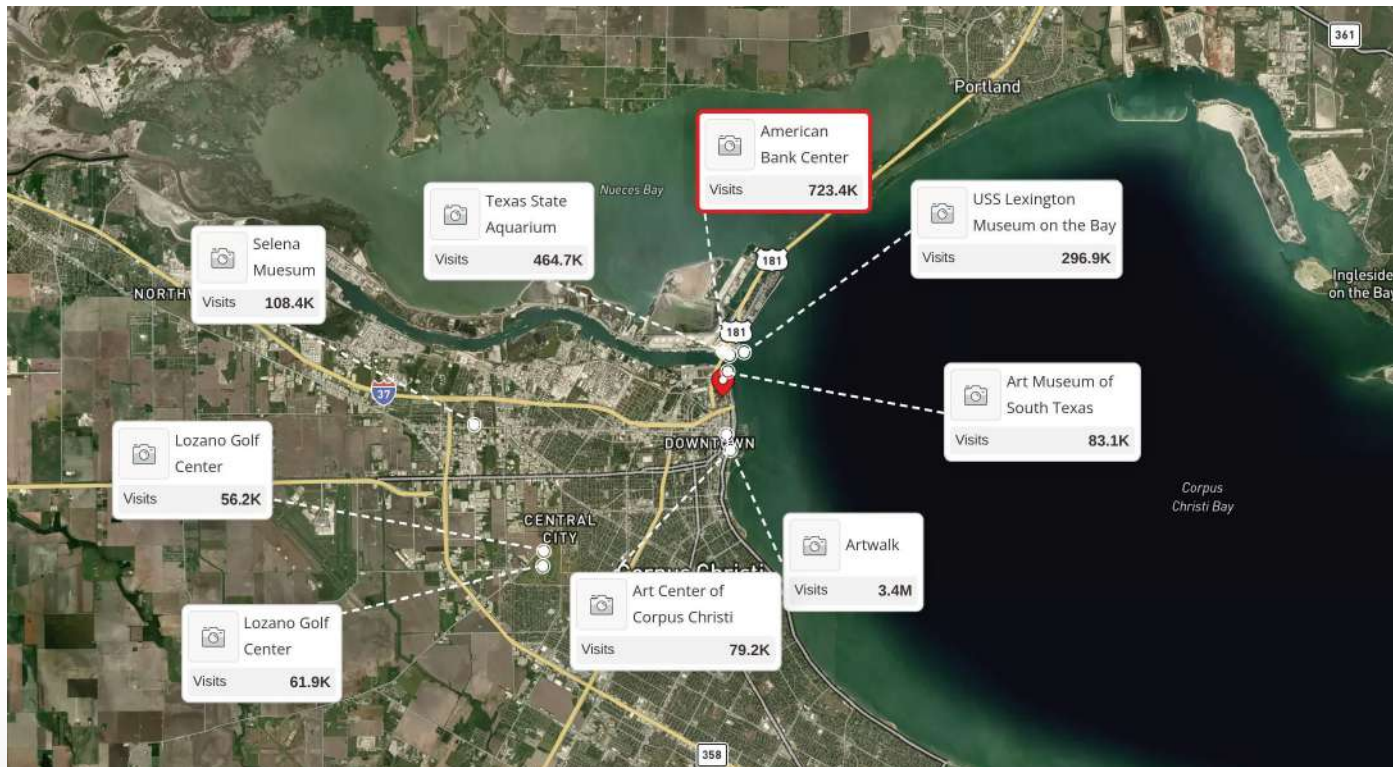 361
Portland
American
Bank Center
Visits 723.4K
Nueces Bay
Texas State
Aquarium
Visits 464.7K
USS Lexington
Museum on the Bay
Visits 296.9K
Selena
Muesum
Visits 108.4K
NORTHW
181
Ingleside
on the Bay
181
37
Art Museum of
South Texas
Visits 83.1K
Lozano Golf
Center
Visits 56.2K
DOWNTOWN
Corpus
Christi Bay
CENTRAL
CITY
Artwalk
Visits 3.4M
Corpus Christi
Art Center of
Corpus Christi
Visits 79.2K
Lozano Golf
Center
Visits 61.9K
358